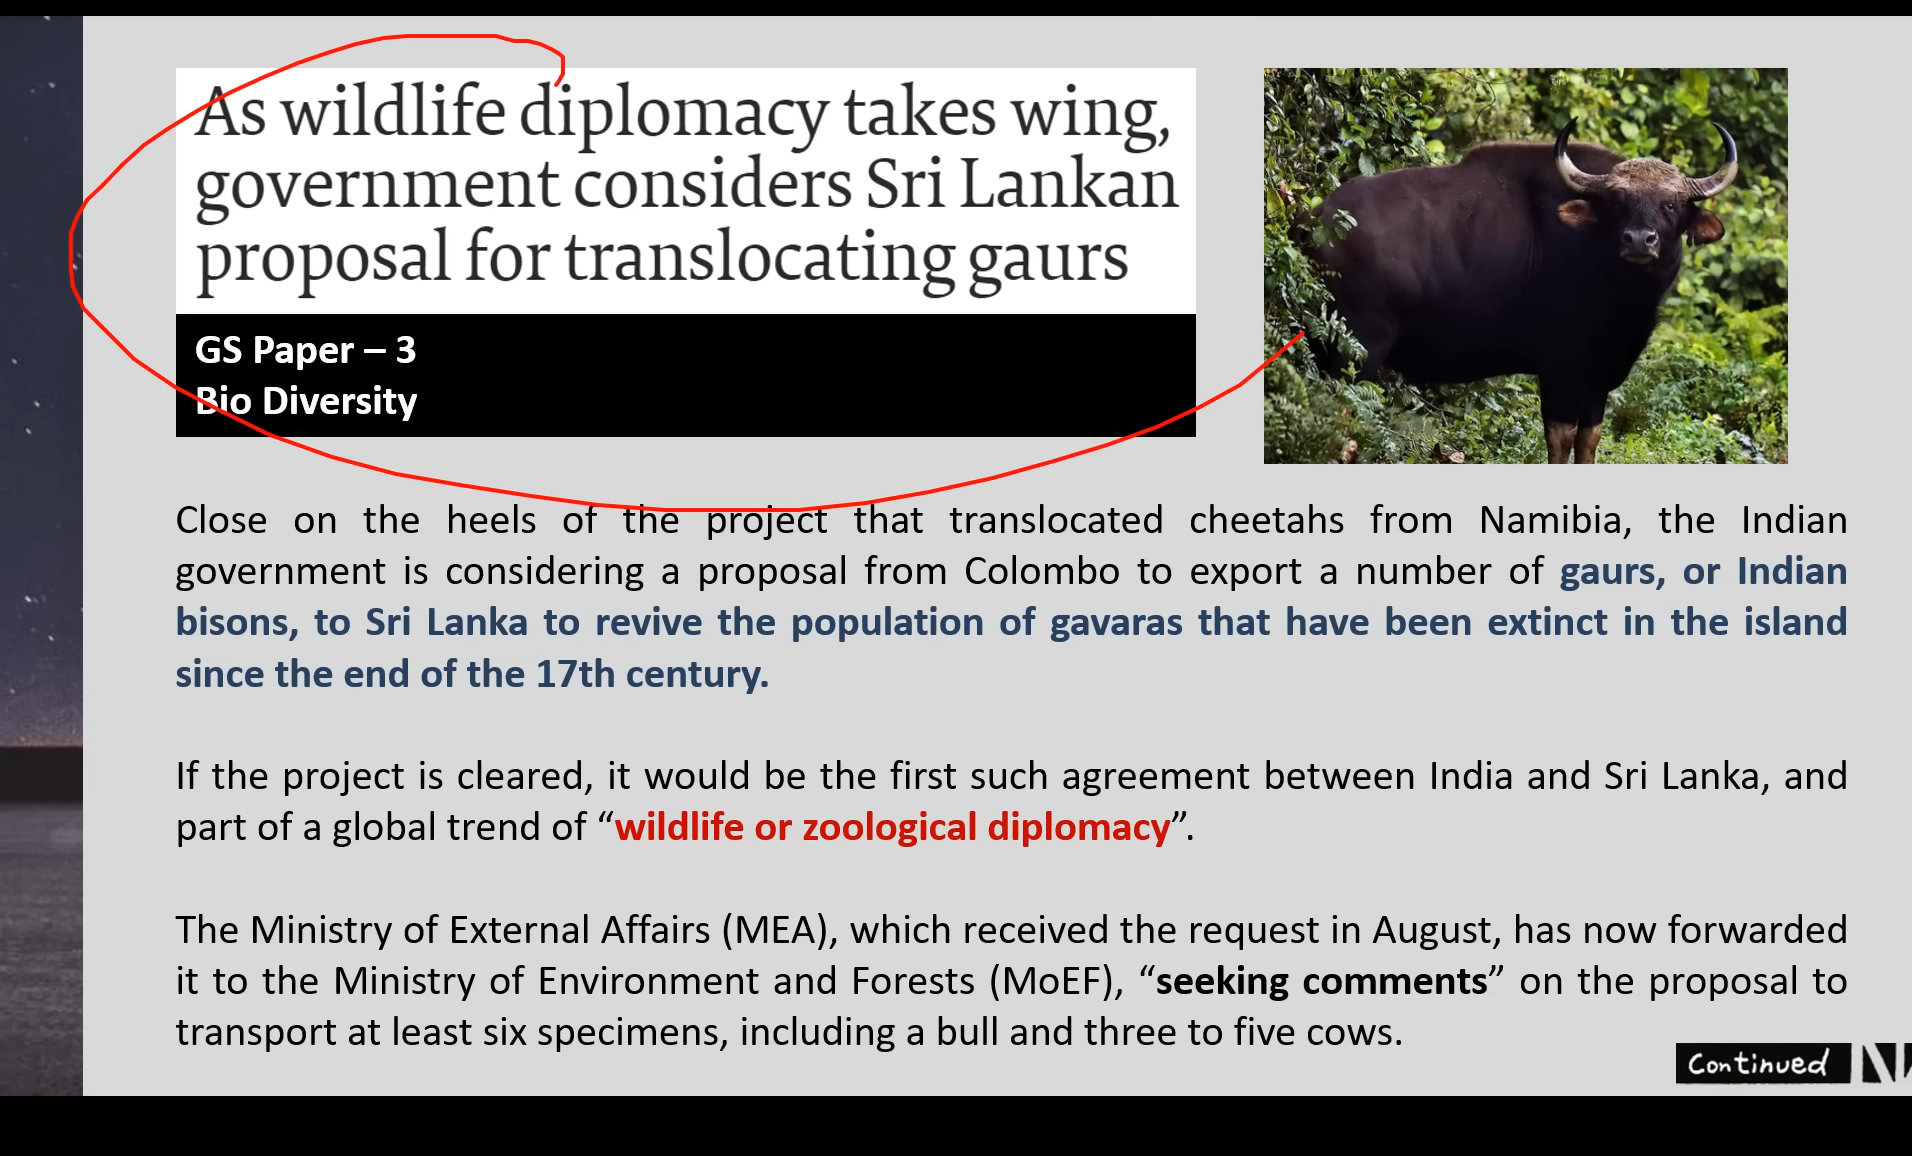 As wildlife diplomacy takes wing,
government considers Sri Lankan
proposal for translocating gaurs
GS Paper – 3
Bio Diversity
Close on the heels of the project that translocated cheetahs from Namibia, the Indian
government is considering a proposal from Colombo to export a number of gaurs, or Indian
bisons, to Sri Lanka to revive the population of gavaras that have been extinct in the island
since the end of the 17th century.
If the project is cleared, it would be the first such agreement between India and Sri Lanka, and
part of a global trend of “wildlife or zoological diplomacy”.
The Ministry of External Affairs (MEA), which received the request in August, has now forwarded
it to the Ministry of Environment and Forests (MoEF), “seeking comments” on the proposal to
transport at least six specimens, including a bull and three to five cows.
Continued